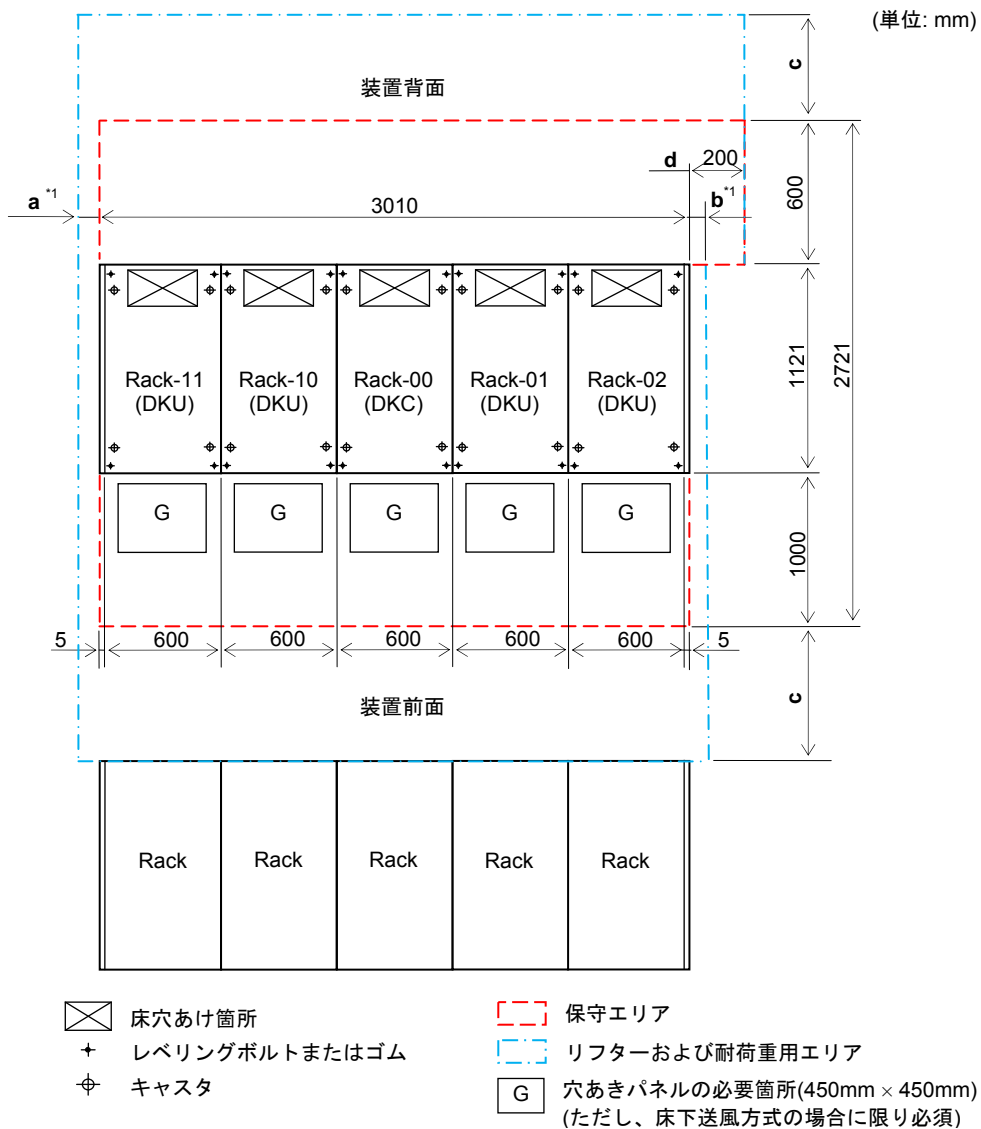 (単位: mm)
c
装置背面
d
200
a *1
3010
b*1
600
Rack-11
(DKU)
Rack-10
(DKU)
Rack-00
(DKC)
Rack-01
(DKU)
Rack-02
(DKU)
1121
2721
G
G
G
G
G
1000
5
600
600
600
600
600
5
装置前面
c
Rack
Rack
Rack
Rack
Rack
床穴あけ箇所
レベリングボルトまたはゴム
キャスタ
保守エリア
リフターおよび耐荷重用エリア
G
穴あきパネルの必要箇所(450mm × 450mm)
(ただし、床下送風方式の場合に限り必須)